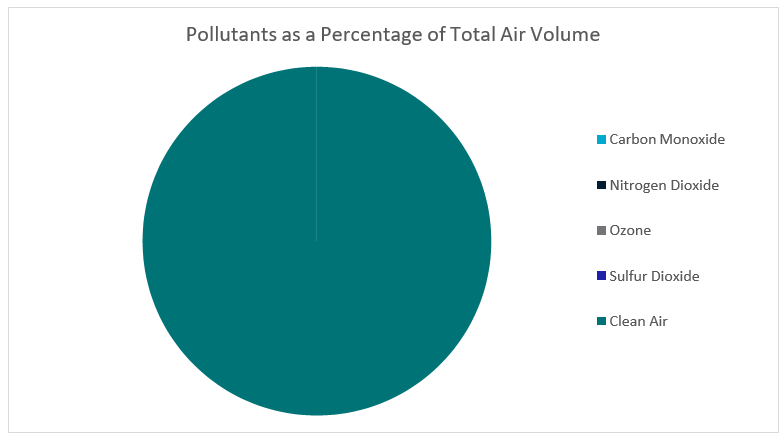 Pollutants as a Percentage of Total Air Volume
Carbon Monoxide
Nitrogen Dioxide
Ozone
Sulfur Dioxide
Clean Air